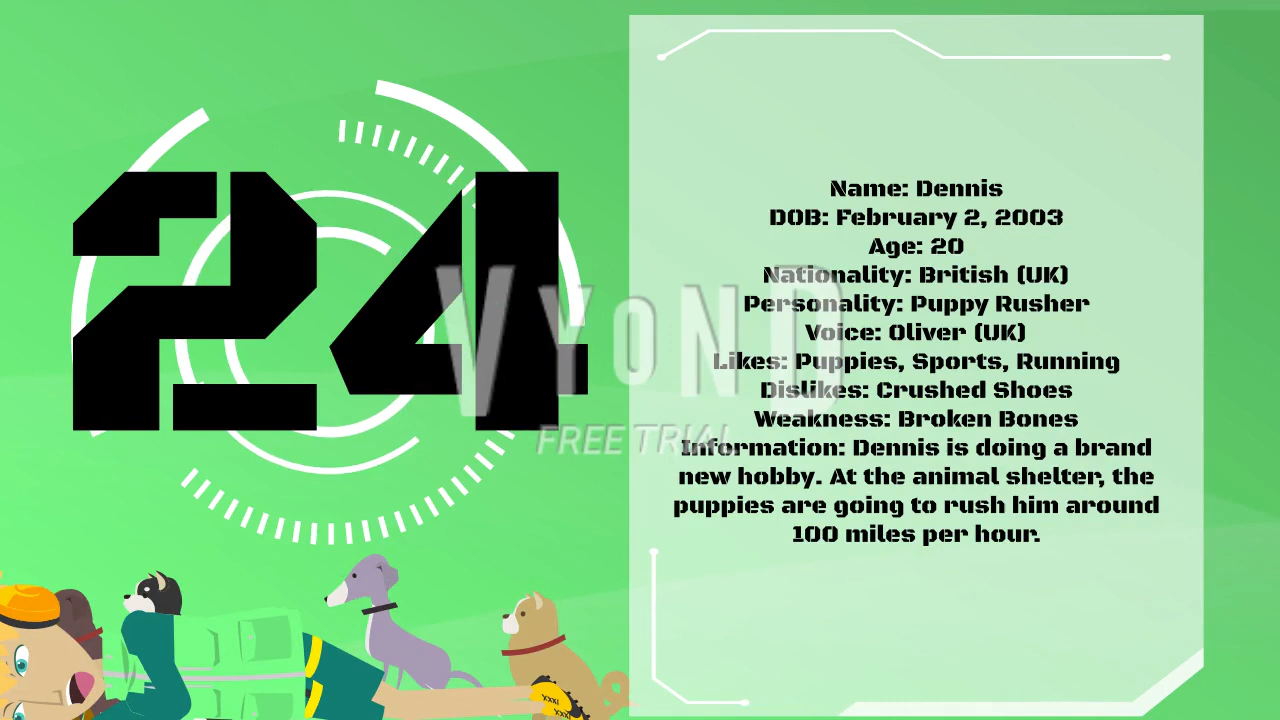 24
Name: Dennis
DOB: February 2, 2003
Age: 20
Nationality: British (UK)
Personality: Puppy Rusher
Voice: Oliver (UK)
Likes: Puppies, Sports, Running
Dislikes: Crushed Shoes
Weakness: Broken Bones
Information: Dennis is doing a brand
new hobby. At the animal shelter, the
puppies are going to rush him around
100 miles per hour.
VYOND
FREE TRIAL
XXXI
XXXI